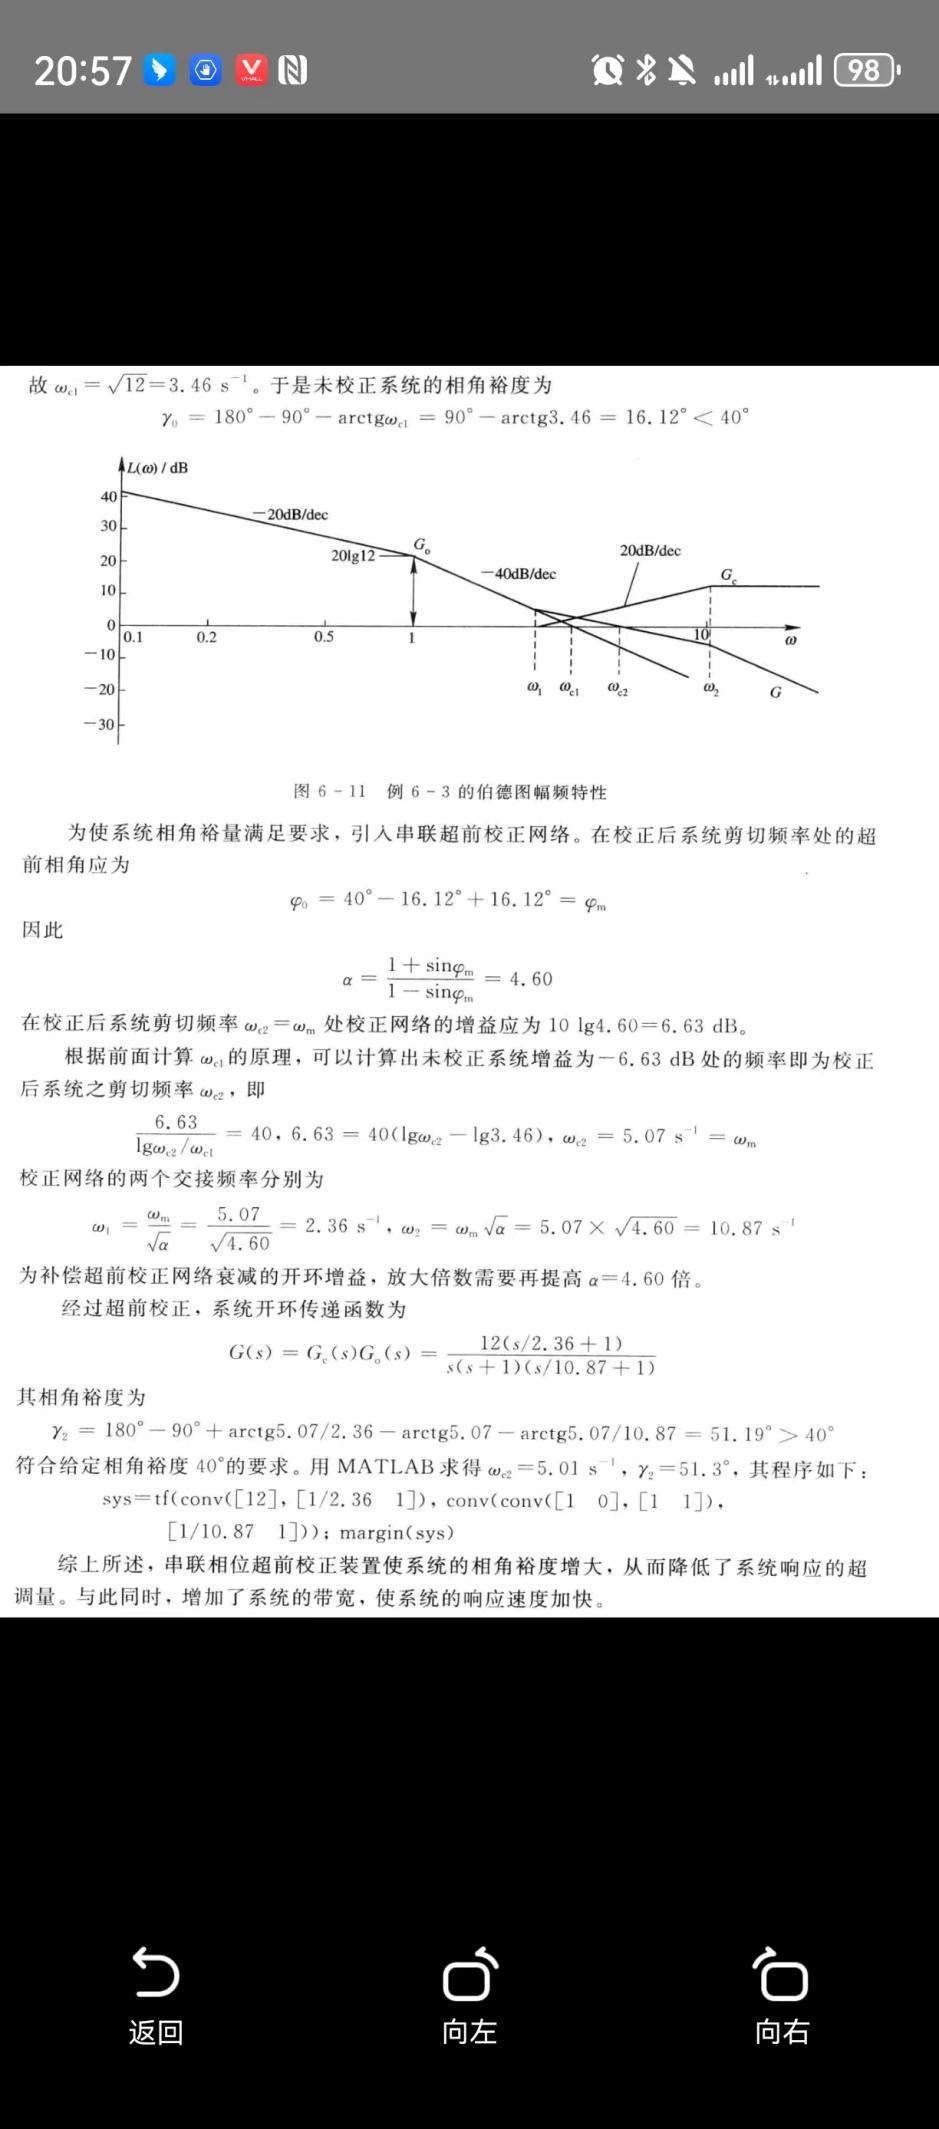 20:57
VMALL
98
故 ω_c1 = √12 = 3.46 s⁻¹。于是未校正系统的相角裕度为
γ₀ = 180° − 90° − arctgω_c1 = 90° − arctg3.46 = 16.12° < 40°
L(ω) / dB
40
−20dB/dec
30
20lg12
G_o
20
−40dB/dec
20dB/dec
G_c
10
0
0.1
0.2
0.5
1
10
ω
−10
−20
ω₁
ω_c1
ω_c2
ω₂
G
−30
图 6-11 例 6-3 的伯德图幅频特性
为使系统相角裕量满足要求，引入串联超前校正网络。在校正后系统剪切频率处的超
前相角应为
φ₀ = 40° − 16.12° + 16.12° = φ_m
因此
α = (1 + sinφ_m)/(1 − sinφ_m) = 4.60
在校正后系统剪切频率 ω_c2 = ω_m 处校正网络的增益应为 10 lg4.60 = 6.63 dB。
根据前面计算 ω_c1 的原理，可以计算出未校正系统增益为 −6.63 dB 处的频率即为校正
后系统之剪切频率 ω_c2，即
6.63/(lgω_c2/ω_c1) = 40, 6.63 = 40(lgω_c2 − lg3.46), ω_c2 = 5.07 s⁻¹ = ω_m
校正网络的两个交接频率分别为
ω₁ = ω_m/√α = 5.07/√4.60 = 2.36 s⁻¹, ω₂ = ω_m √α = 5.07 × √4.60 = 10.87 s⁻¹
为补偿超前校正网络衰减的开环增益，放大倍数需要再提高 α = 4.60 倍。
经过超前校正，系统开环传递函数为
G(s) = G_c(s)G_o(s) = 12(s/2.36 + 1)/(s(s + 1)(s/10.87 + 1))
其相角裕度为
γ₂ = 180° − 90° + arctg5.07/2.36 − arctg5.07 − arctg5.07/10.87 = 51.19° > 40°
符合给定相角裕度 40°的要求。用 MATLAB 求得 ω_c2 = 5.01 s⁻¹，γ₂ = 51.3°，其程序如下：
sys=tf(conv([12], [1/2.36 1]), conv(conv([1 0], [1 1]),
[1/10.87 1])); margin(sys)
综上所述，串联相位超前校正装置使系统的相角裕度增大，从而降低了系统响应的超
调量。与此同时，增加了系统的带宽，使系统的响应速度加快。
返回
向左
向右